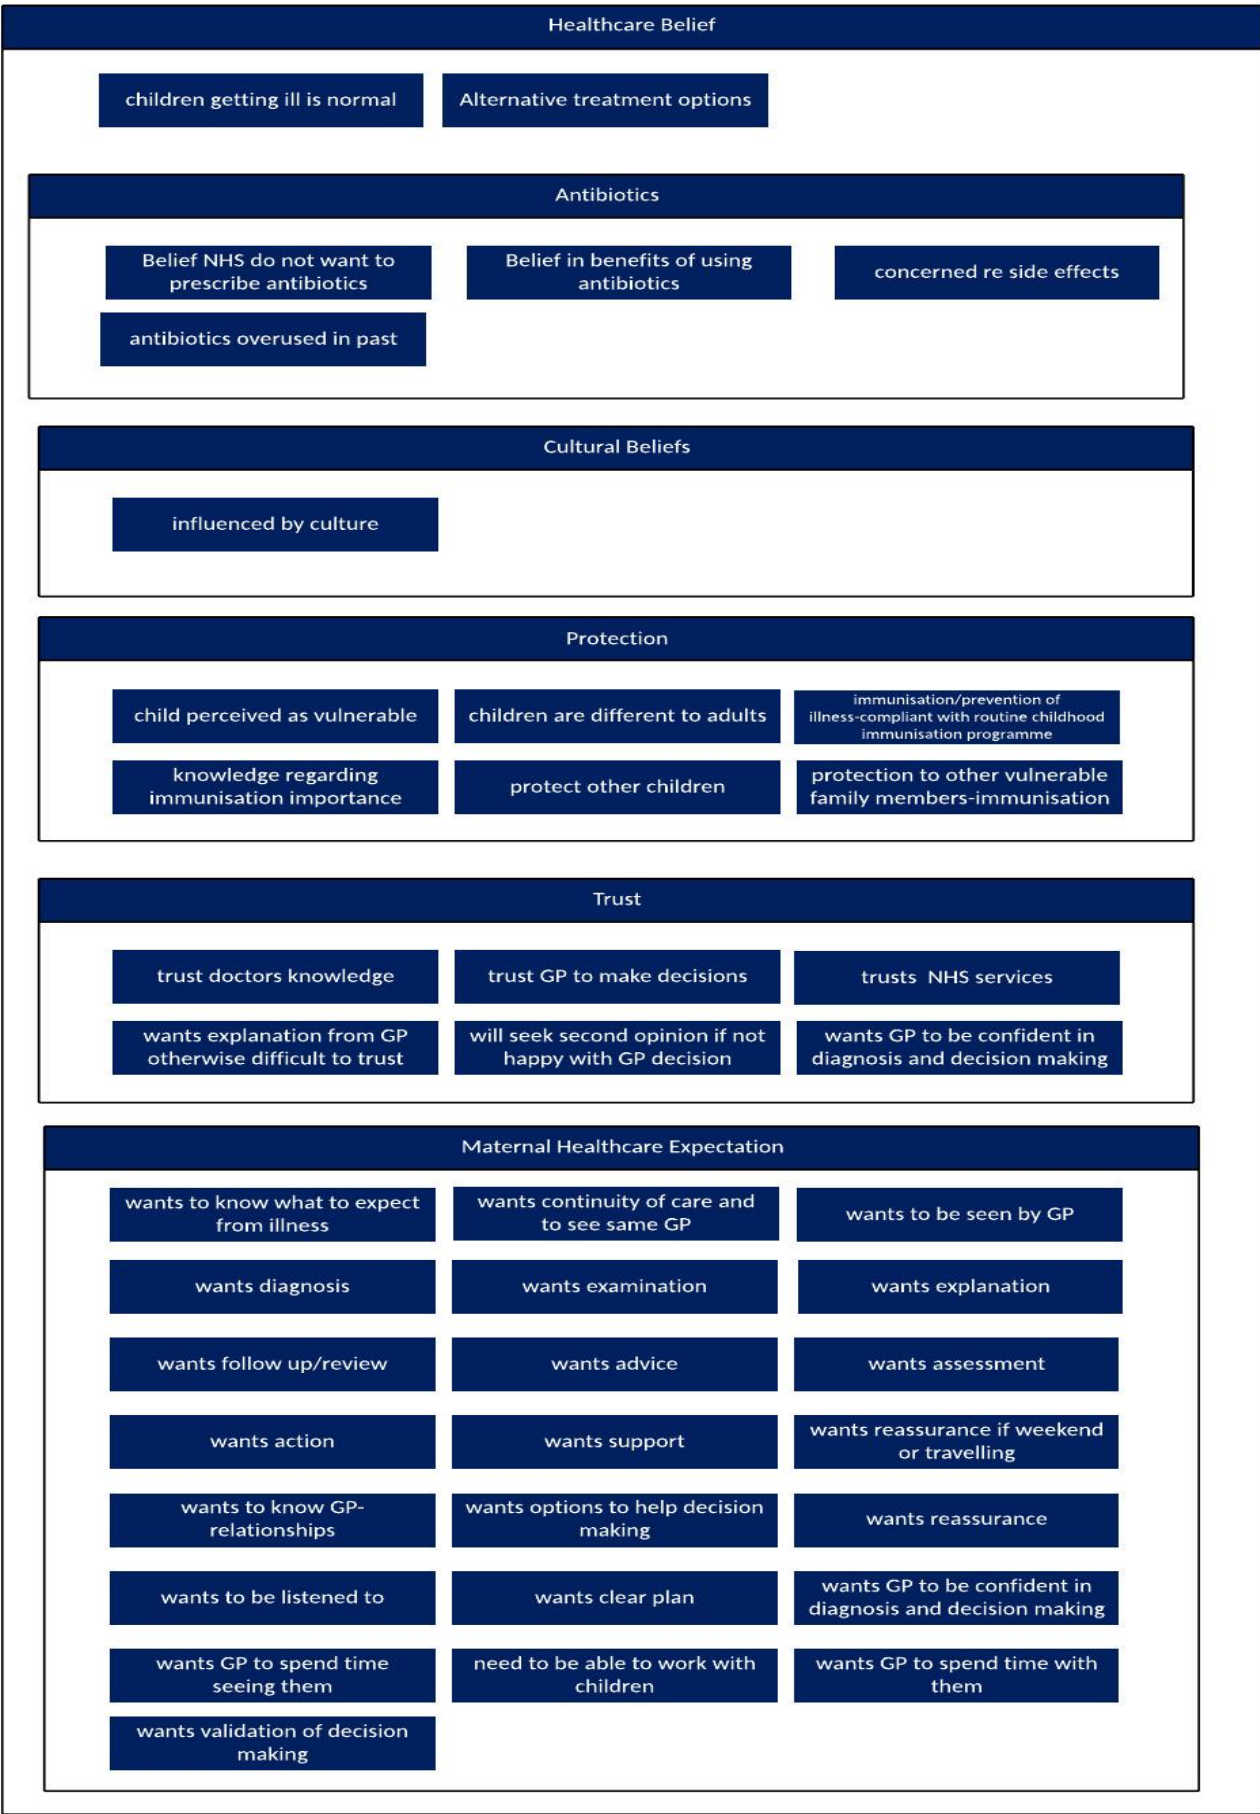 Healthcare Belief
children getting ill is normal
Alternative treatment options
Antibiotics
Belief NHS do not want to
prescribe antibiotics
Belief in benefits of using
antibiotics
concerned re side effects
antibiotics overused in past
Cultural Beliefs
influenced by culture
Protection
child perceived as vulnerable
children are different to adults
immunisation/prevention of
illness-compliant with routine childhood
immunisation programme
knowledge regarding
immunisation importance
protect other children
protection to other vulnerable
family members-immunisation
Trust
trust doctors knowledge
trust GP to make decisions
trusts NHS services
wants explanation from GP
otherwise difficult to trust
will seek second opinion if not
happy with GP decision
wants GP to be confident in
diagnosis and decision making
Maternal Healthcare Expectation
wants to know what to expect
from illness
wants continuity of care and
to see same GP
wants to be seen by GP
wants diagnosis
wants examination
wants explanation
wants follow up/review
wants advice
wants assessment
wants action
wants support
wants reassurance if weekend
or travelling
wants to know GP-
relationships
wants options to help decision
making
wants reassurance
wants to be listened to
wants clear plan
wants GP to be confident in
diagnosis and decision making
wants GP to spend time
seeing them
need to be able to work with
children
wants GP to spend time with
them
wants validation of decision
making